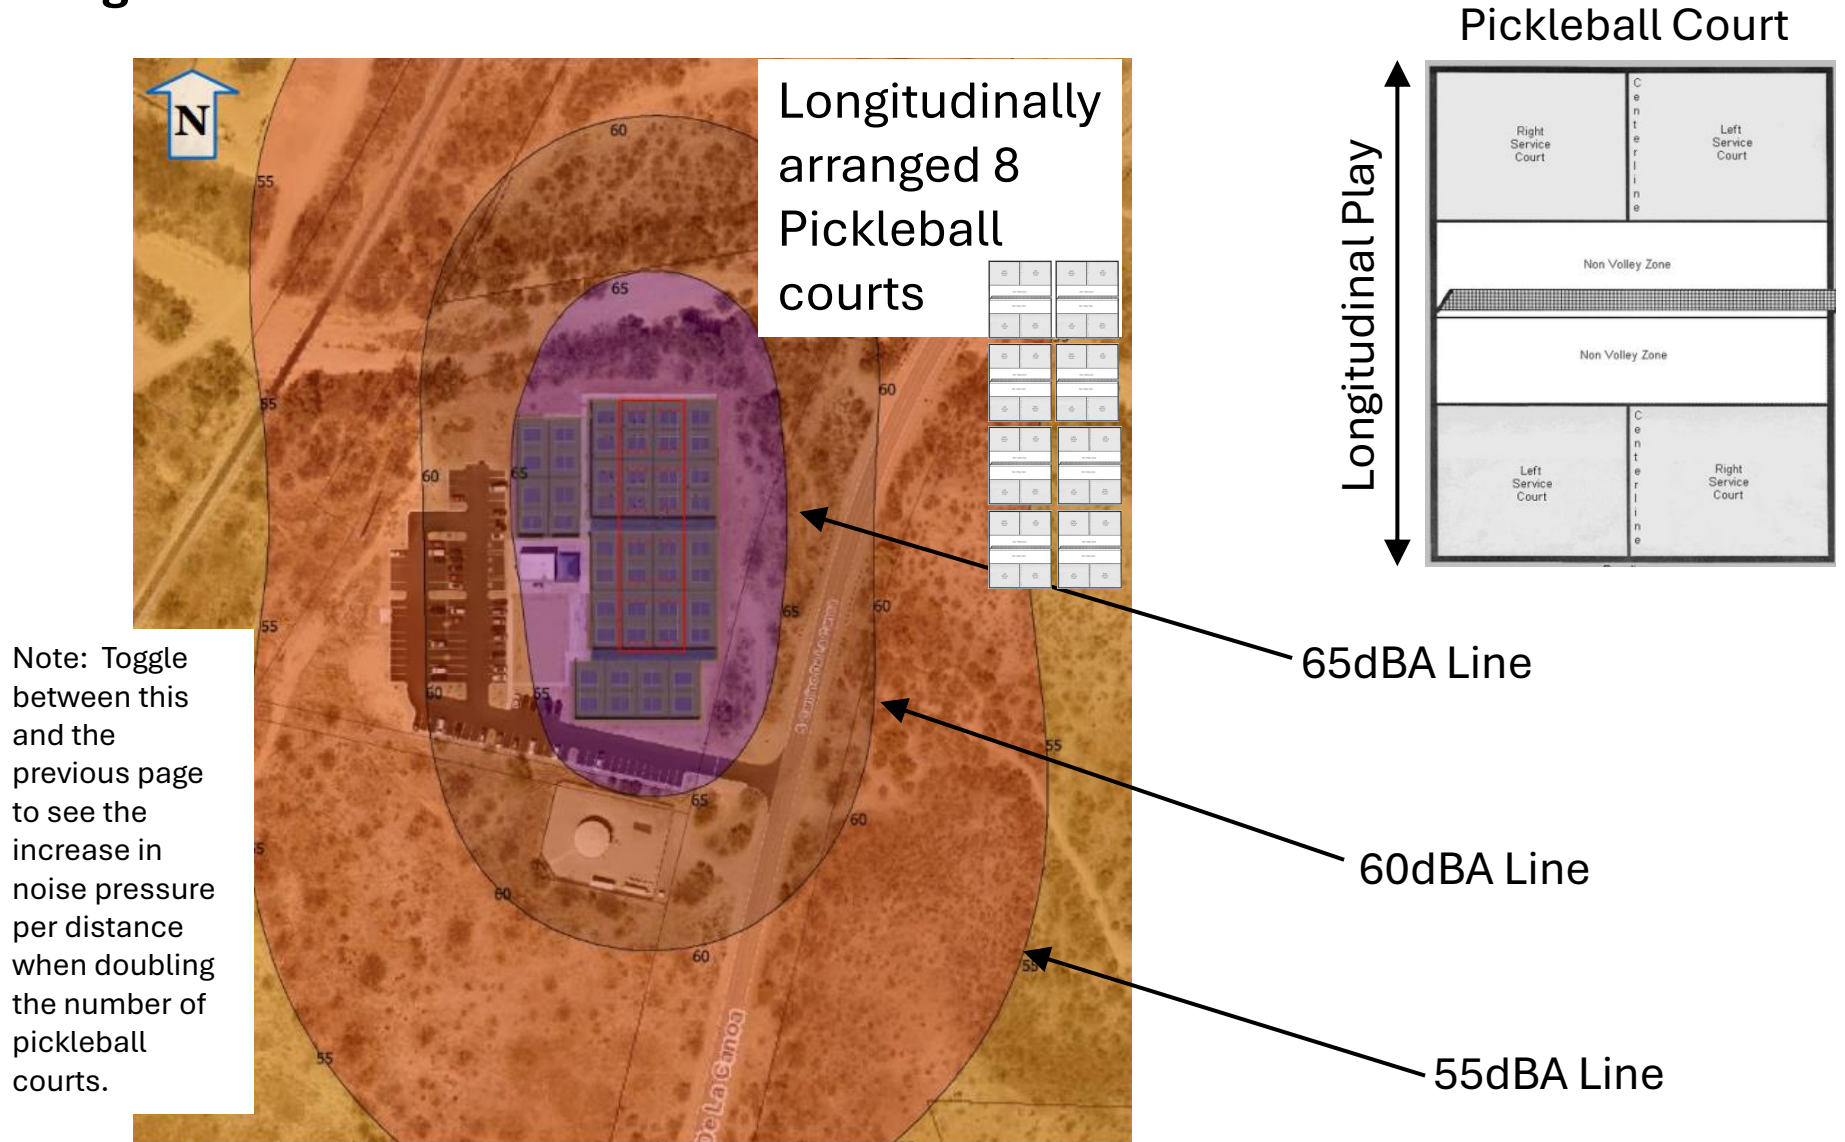 Pickleball Court
N
Longitudinally
arranged 8
Pickleball
courts
Longitudinal Play
Right
Service
Court
Centerline
Left
Service
Court
Non Volley Zone
Non Volley Zone
Left
Service
Court
Centerline
Right
Service
Court
60
55
65
60
55
60
65
60
65
55
60
65
55
65
60
60
60
55
55
55
De La Canoa
Note: Toggle
between this
and the
previous page
to see the
increase in
noise pressure
per distance
when doubling
the number of
pickleball
courts.
65dBA Line
60dBA Line
55dBA Line